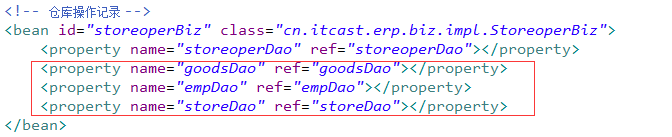 <!-- 仓库操作记录 -->
<bean id="storeoperBiz" class="cn.itcast.erp.biz.impl.StoreoperBiz">
<property name="storeoperDao" ref="storeoperDao"></property>
<property name="goodsDao" ref="goodsDao"></property>
<property name="empDao" ref="empDao"></property>
<property name="storeDao" ref="storeDao"></property>
</bean>